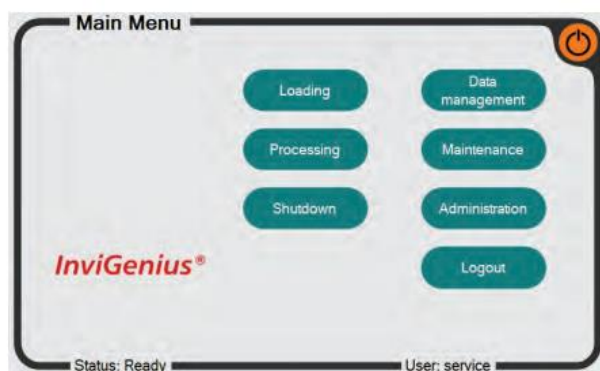 Main Menu
Loading
Data
management
Processing
Maintenance
Shutdown
Administration
InviGenius®
Logout
Status: Ready
User: service